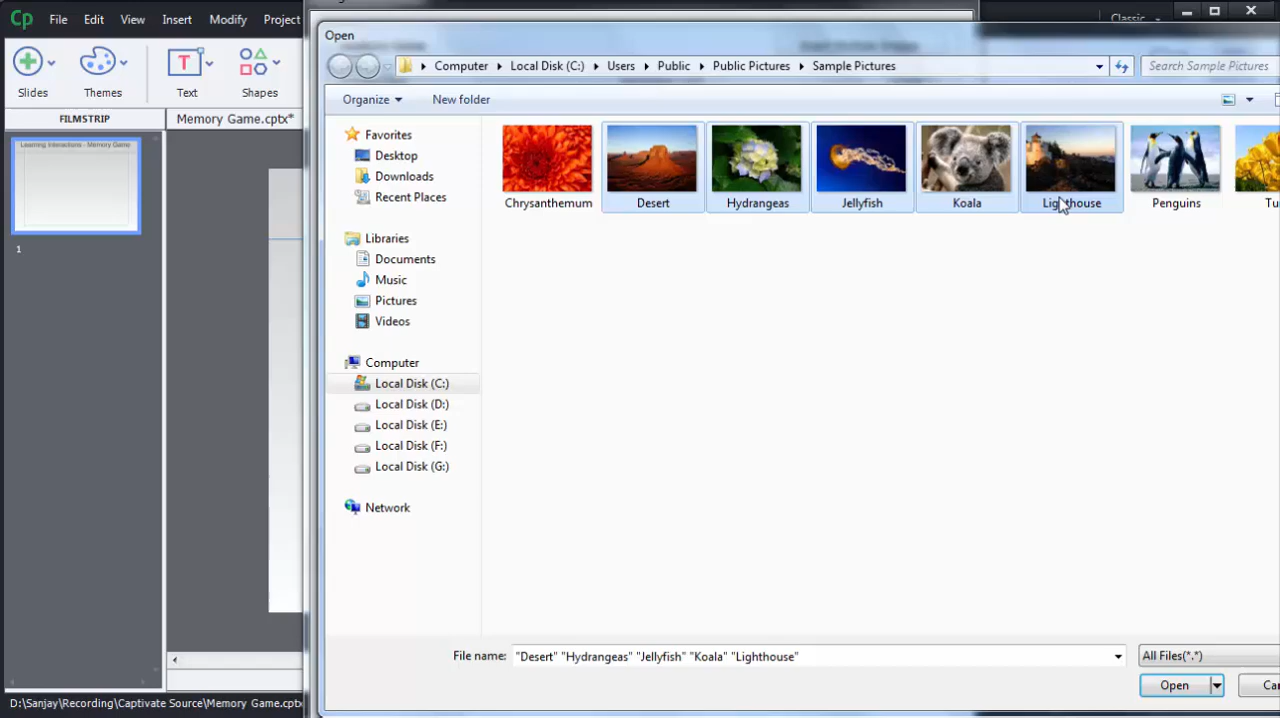 Cp File Edit View Insert Modify Project Classic
Open
Computer Local Disk (C:) Users Public Public Pictures Sample Pictures Search Sample Pictures
Slides Themes Text Shapes
Organize New folder
FILMSTRIP
Memory Game.cptx*
Learning Interactions - Memory Game
1
Favorites
Desktop
Downloads
Recent Places
Libraries
Documents
Music
Pictures
Videos
Computer
Local Disk (C:)
Local Disk (D:)
Local Disk (E:)
Local Disk (F:)
Local Disk (G:)
Network
Chrysanthemum Desert Hydrangeas Jellyfish Koala Lighthouse Penguins Tu
File name: "Desert" "Hydrangeas" "Jellyfish" "Koala" "Lighthouse" All Files(*.*)
Open Can
D:\Sanjay\Recording\Captivate Source\Memory Game.cptx